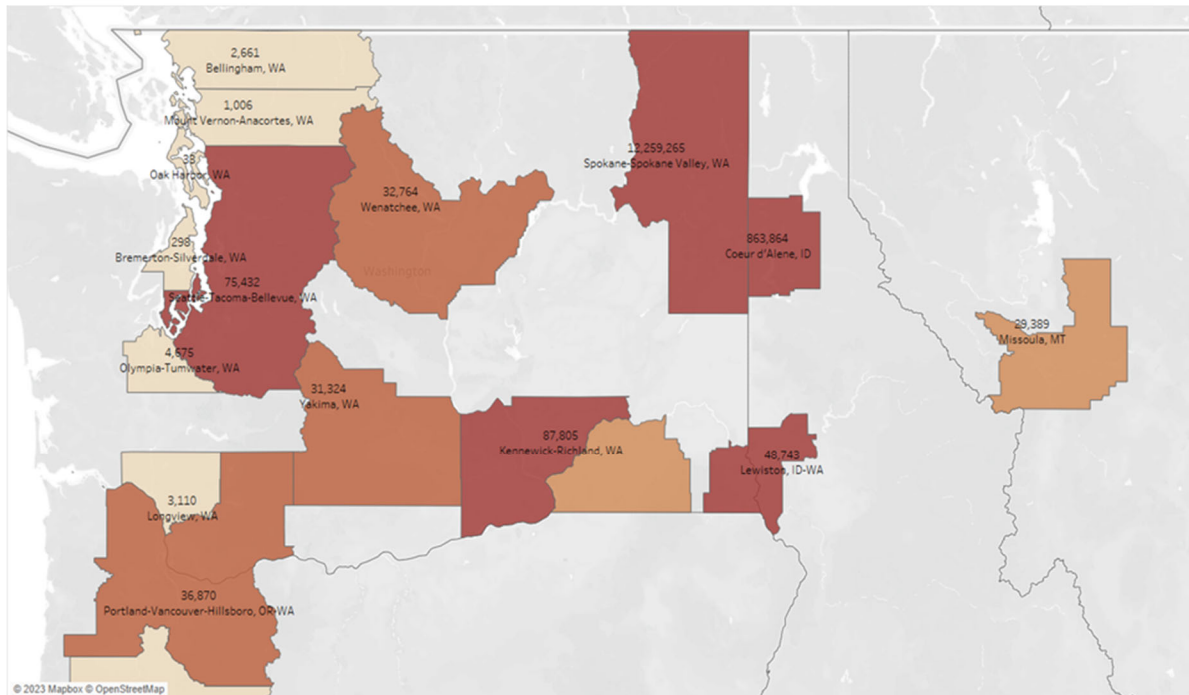 2,661
Bellingham, WA
1,006
Mount Vernon-Anacortes, WA
33
Oak Harbor, WA
32,764
Wenatchee, WA
12,259,265
Spokane-Spokane Valley, WA
298
Bremerton-Silverdale, WA
863,864
Coeur d'Alene, ID
Washington
75,432
Seattle-Tacoma-Bellevue, WA
29,389
Missoula, MT
4,675
Olympia-Tumwater, WA
31,324
Yakima, WA
87,805
Kennewick-Richland, WA
48,743
Lewiston, ID-WA
3,110
Longview, WA
36,870
Portland-Vancouver-Hillsboro, OR-WA
© 2023 Mapbox © OpenStreetMap